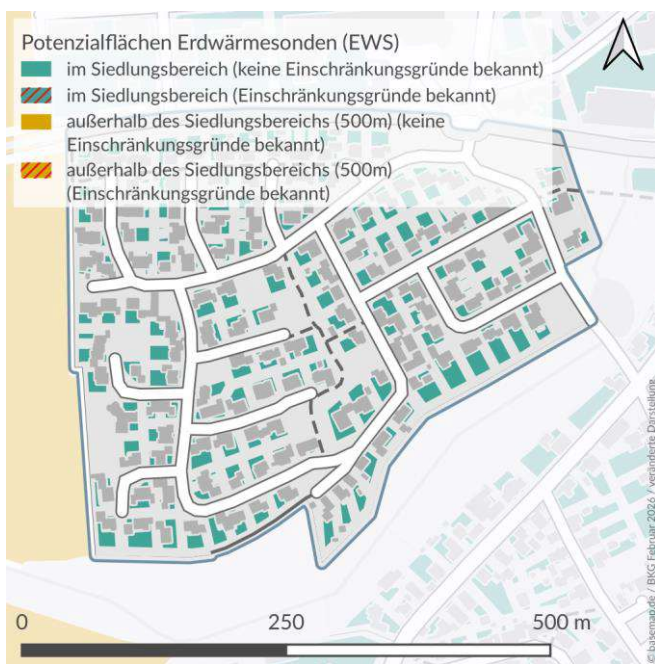 Potenzialflächen Erdwärmesonden (EWS)
im Siedlungsbereich (keine Einschränkungsgründe bekannt)
im Siedlungsbereich (Einschränkungsgründe bekannt)
außerhalb des Siedlungsbereichs (500m) (keine
Einschränkungsgründe bekannt)
außerhalb des Siedlungsbereichs (500m)
(Einschränkungsgründe bekannt)
0 250 500 m
© basemap.de / BKG Februar 2026 / veränderte Darstellung